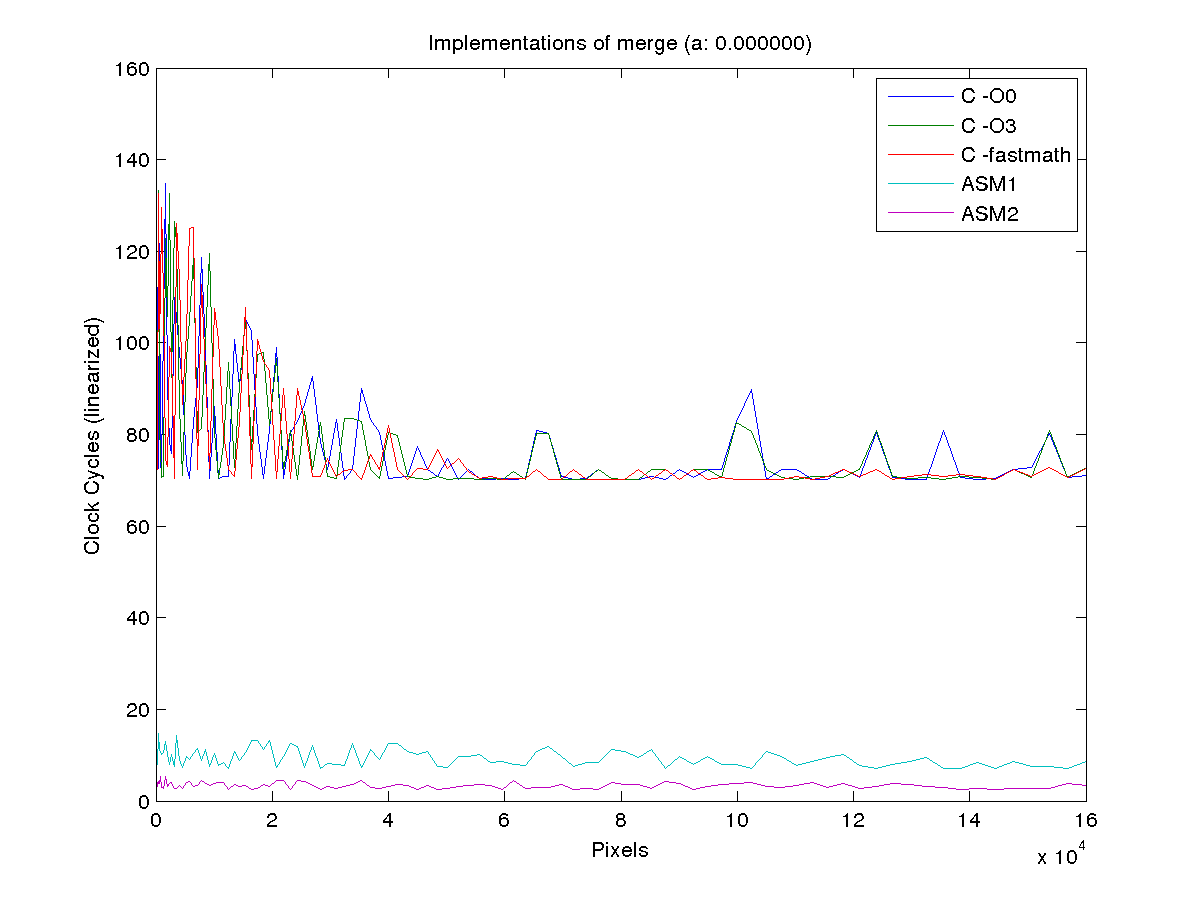 Implementations of merge (a: 0.000000)
C -O0
C -O3
C -fastmath
ASM1
ASM2
Clock Cycles (linearized)
160
140
120
100
80
60
40
20
0
0 2 4 6 8 10 12 14 16
Pixels
x 10^4